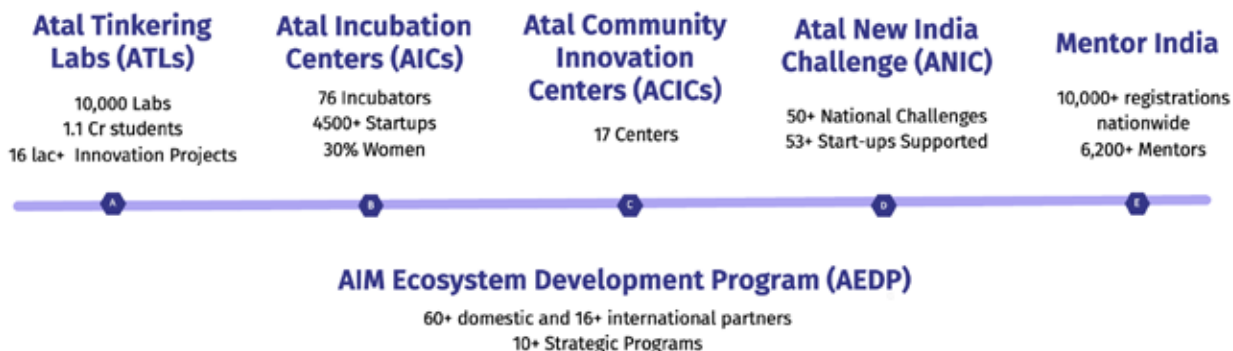 Atal Tinkering
Labs (ATLs)
10,000 Labs
1.1 Cr students
16 lac+ Innovation Projects
Atal Incubation
Centers (AICs)
76 Incubators
4500+ Startups
30% Women
Atal Community
Innovation
Centers (ACICs)
17 Centers
Atal New India
Challenge (ANIC)
50+ National Challenges
53+ Start-ups Supported
Mentor India
10,000+ registrations
nationwide
6,200+ Mentors
A
B
C
D
E
AIM Ecosystem Development Program (AEDP)
60+ domestic and 16+ international partners
10+ Strategic Programs